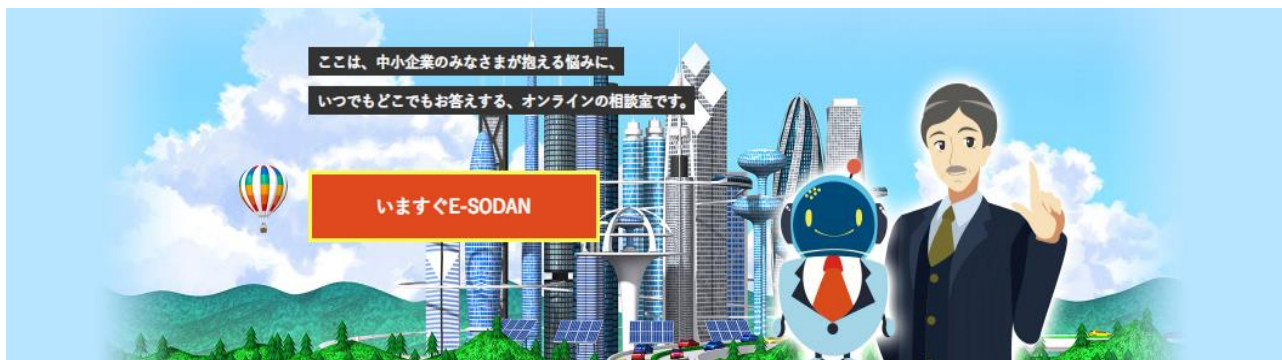 ここは、中小企業のみなさまが抱える悩みに、
いつでもどこでもお答えする、オンラインの相談室です。
いますぐE-SODAN